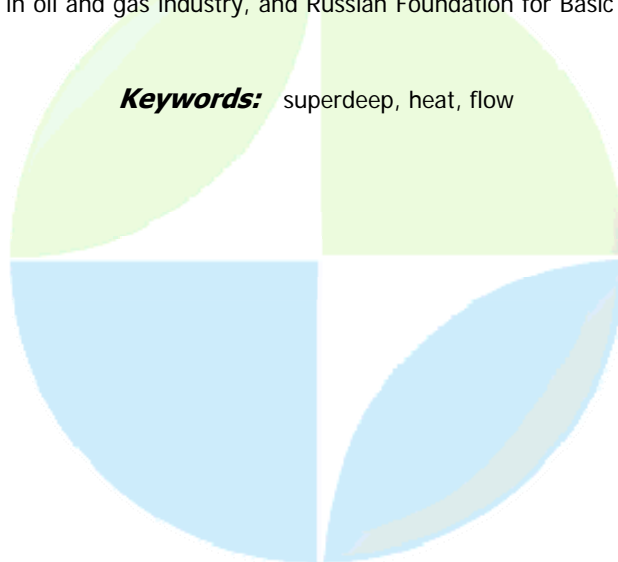 in oil and gas industry, and Russian Foundation for Basic
Keywords: superdeep, heat, flow